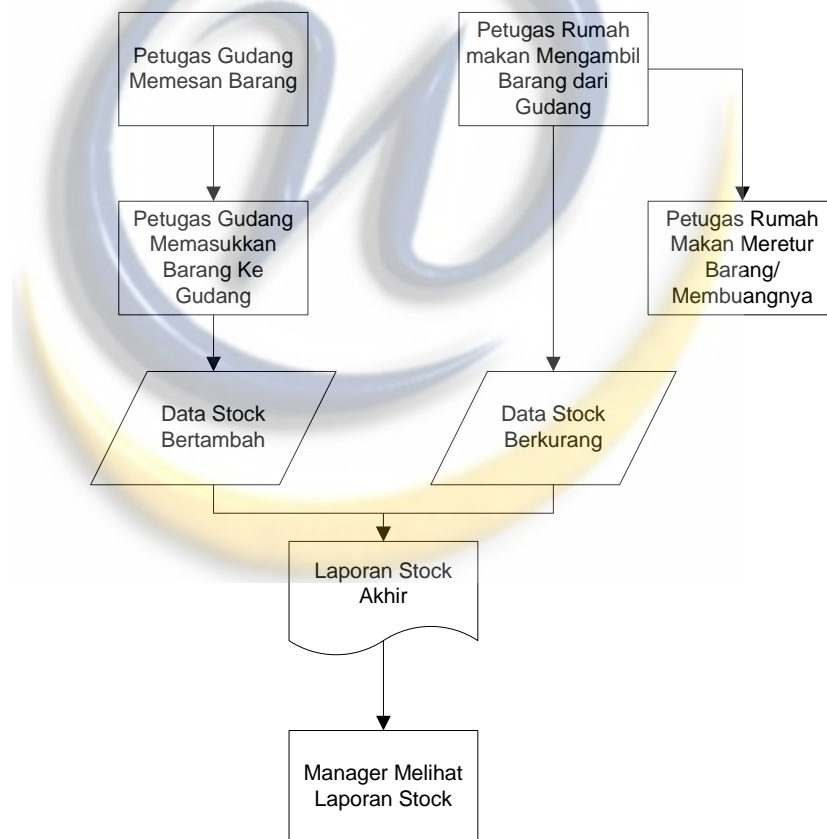 Petugas Gudang
Memesan Barang
Petugas Rumah
makan Mengambil
Barang dari
Gudang
Petugas Gudang
Memasukkan
Barang Ke
Gudang
Petugas Rumah
Makan Meretur
Barang/
Membuangnya
Data Stock
Bertambah
Data Stock
Berkurang
Laporan Stock
Akhir
Manager Melihat
Laporan Stock